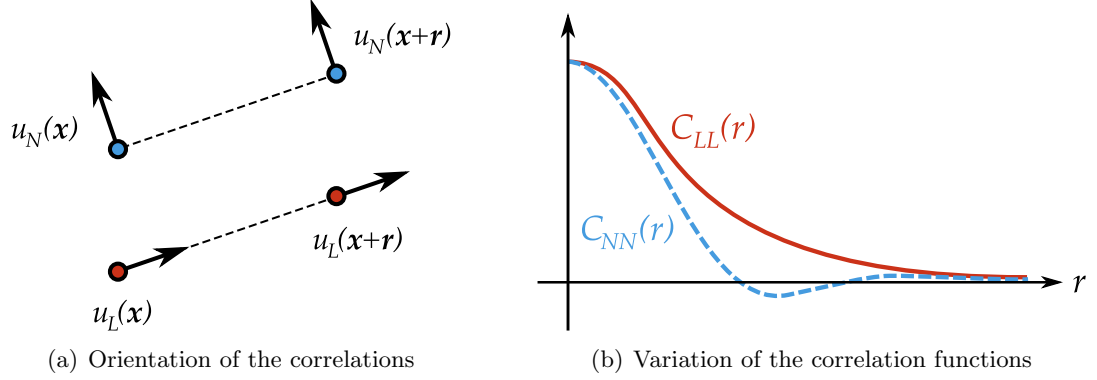 u_N(x+r)
u_N(x)
u_L(x+r)
u_L(x)
C_LL(r)
C_NN(r)
r
(a) Orientation of the correlations
(b) Variation of the correlation functions